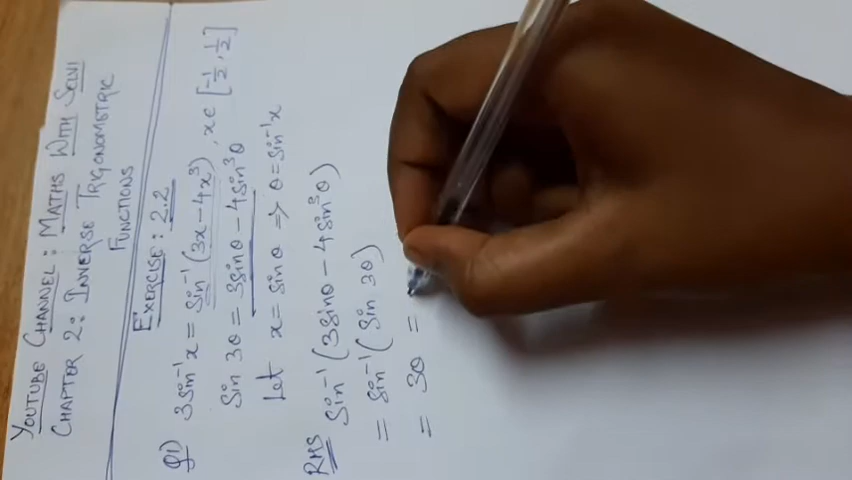 YOUTUBE CHANNEL: MATHS WITH SELVI
CHAPTER 2: INVERSE TRIGONOMETRIC
FUNCTIONS
EXERCISE: 2.2
Q1) 3sin⁻¹x = sin⁻¹(3x – 4x³), x ∈ [-1/2, 1/2]
Sin 3θ = 3sinθ – 4sin³θ
Let x = sinθ ⇒ θ = sin⁻¹x
RHS sin⁻¹(3sinθ – 4sin³θ)
= sin⁻¹(sin 3θ)
= 3θ =